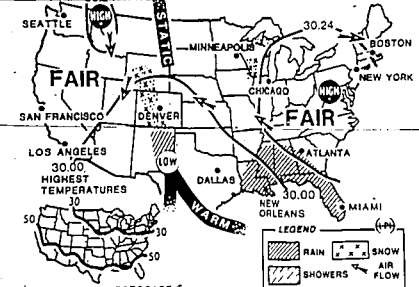 HIGH
SEATTLE
STATIC
30.24
MINNEAPOLIS
BOSTON
NEW YORK
FAIR
CHICAGO
HIGH
SAN FRANCISCO
DENVER
FAIR
LOS ANGELES
30.00
LOW
ATLANTA
HIGHEST
TEMPERATURES
DALLAS
30.00
NEW
ORLEANS
MIAMI
WARM
30
50
30
50
LEGEND
RAIN
SNOW
SHOWERS
AIR
FLOW